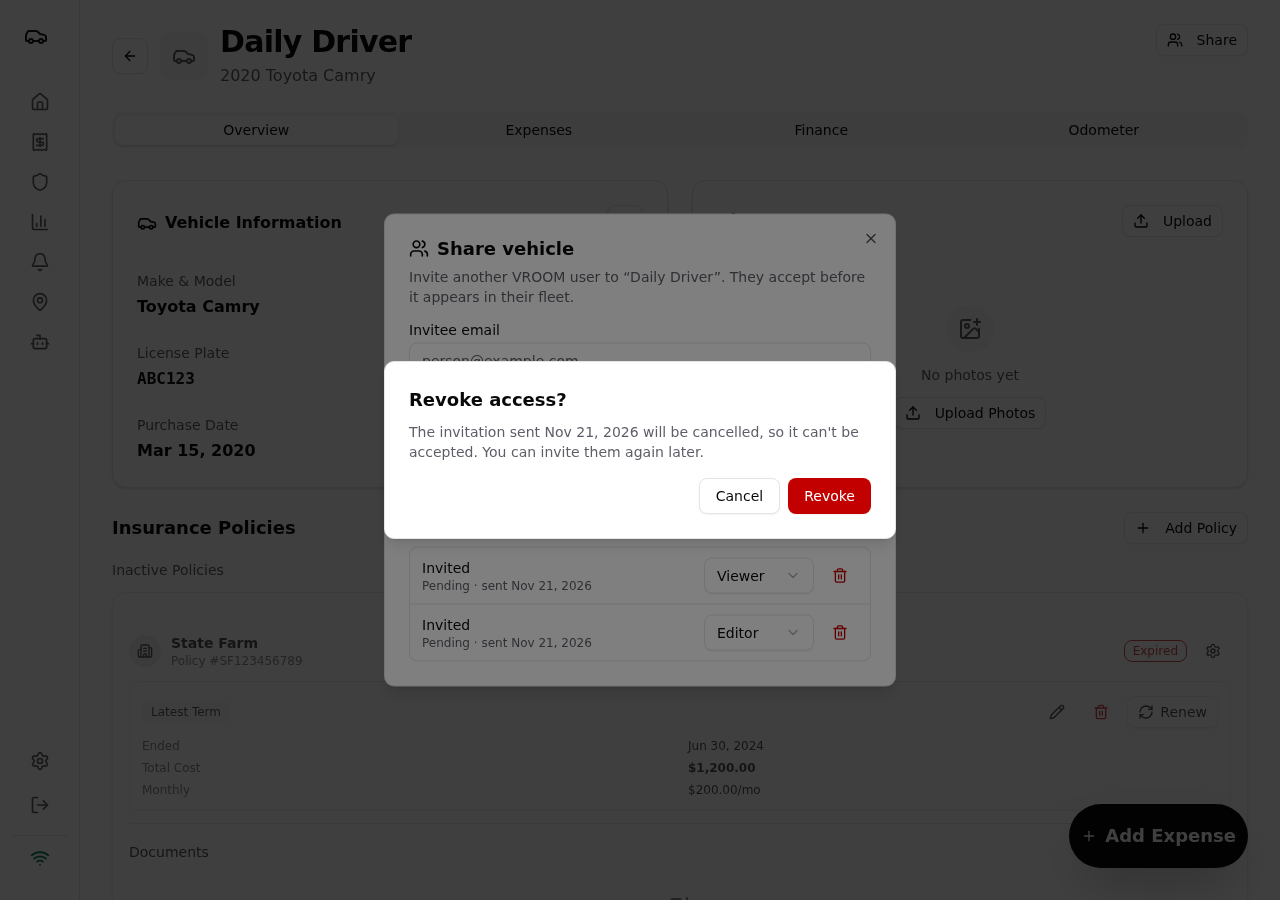 Daily Driver
2020 Toyota Camry
Share
Overview
Expenses
Finance
Odometer
Vehicle Information
Upload
Make & Model
Toyota Camry
License Plate
ABC123
Purchase Date
Mar 15, 2020
No photos yet
Upload Photos
Share vehicle
Invite another VROOM user to “Daily Driver”. They accept before
it appears in their fleet.
Invitee email
person@example.com
Revoke access?
The invitation sent Nov 21, 2026 will be cancelled, so it can't be
accepted. You can invite them again later.
Cancel
Revoke
Invited
Pending · sent Nov 21, 2026
Viewer
Invited
Pending · sent Nov 21, 2026
Editor
Insurance Policies
Add Policy
Inactive Policies
State Farm
Policy #SF123456789
Expired
Latest Term
Renew
Ended
Jun 30, 2024
Total Cost
$1,200.00
Monthly
$200.00/mo
Documents
Add Expense